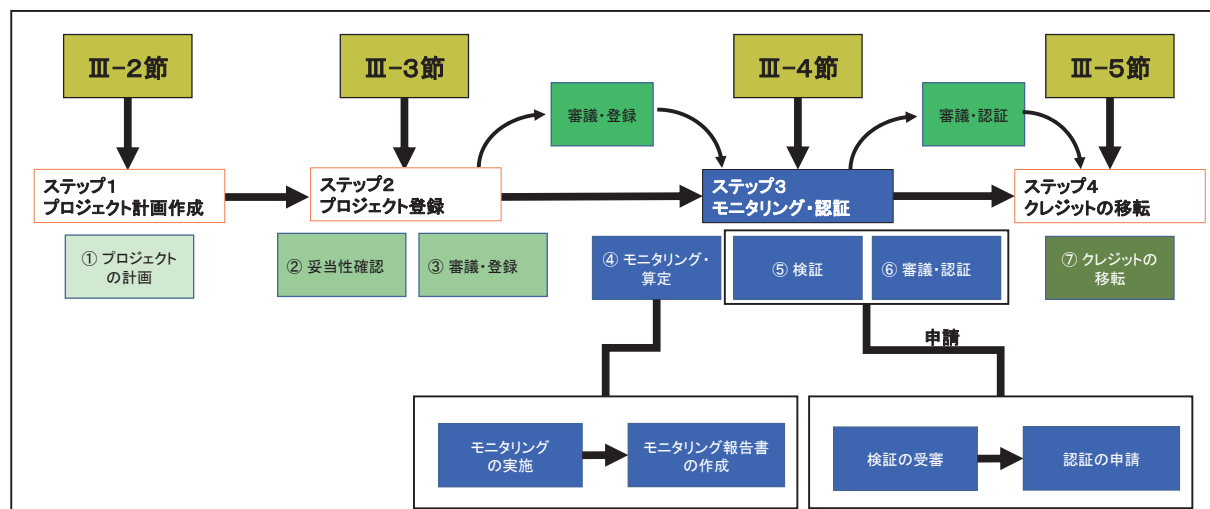 Ⅲ-2節
Ⅲ-3節
Ⅲ-4節
Ⅲ-5節
審議・登録
審議・認証
ステップ1
プロジェクト計画作成
ステップ2
プロジェクト登録
ステップ3
モニタリング・認証
ステップ4
クレジットの移転
① プロジェクト
の計画
② 妥当性確認
③ 審議・登録
④ モニタリング・
算定
⑤ 検証
⑥ 審議・認証
⑦ クレジットの
移転
申請
モニタリング
の実施
モニタリング報告書
の作成
検証の受審
認証の申請